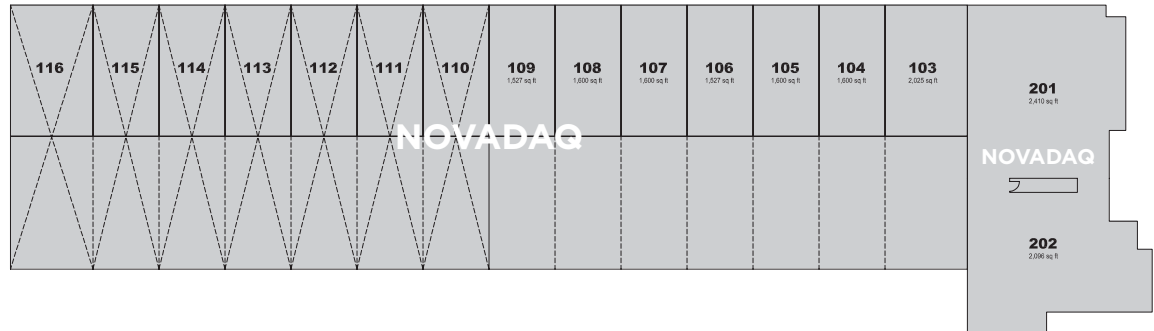 116 115 114 113 112 111 110 109 108 107 106 105 104 103
1,527 sq ft 1,600 sq ft 1,600 sq ft 1,527 sq ft 1,600 sq ft 1,600 sq ft 2,025 sq ft
201
2,410 sq ft
NOVADAQ
NOVADAQ
202
2,096 sq ft